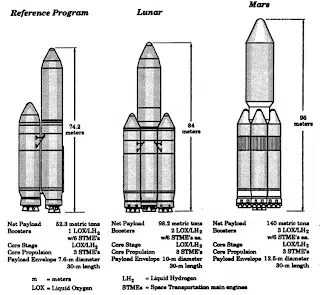 Reference Program
Lunar
Mars
74.2
meters
84
meters
96
meters
Net Payload 52.3 metric tons
Boosters 1 LOX/LH2
w/6 STME's
Core Stage LOX/LH2
Core Propulsion 3 STME's
Payload Envelope 7.6-m diameter
30-m length
Net Payload 98.2 metric tons
Boosters 2 LOX/LH2
w/6 STME's ea.
Core Stage LOX/LH2
Core Propulsion 3 STME's
Payload Envelope 10-m diameter
30-m length
Net Payload 140 metric tons
Boosters 3 LOX/LH2
w/6 STME's ea.
Core Stage LOX/LH2
Core Propulsion 3 STME's
Payload Envelope 12.5-m diameter
30-m length
m = meters
LOX = Liquid Oxygen
LH2 = Liquid Hydrogen
STMEs = Space Transportation main engines